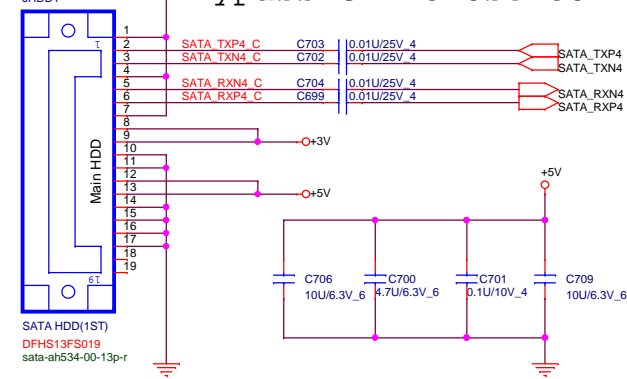 1
2
3
4
5
6
7
8
9
10
11
12
13
14
15
16
17
18
19
1
19
Main HDD
SATA_TXP4_C C703 0.01U/25V_4 SATA_TXP4
SATA_TXN4_C C702 0.01U/25V_4 SATA_TXN4
SATA_RXN4_C C704 0.01U/25V_4 SATA_RXN4
SATA_RXP4_C C699 0.01U/25V_4 SATA_RXP4
+3V
+5V
+5V
C706 10U/6.3V_6
C700 4.7U/6.3V_6
C701 0.1U/10V_4
C709 10U/6.3V_6
SATA HDD(1ST)
DFHS13FS019
sata-ah534-00-13p-r